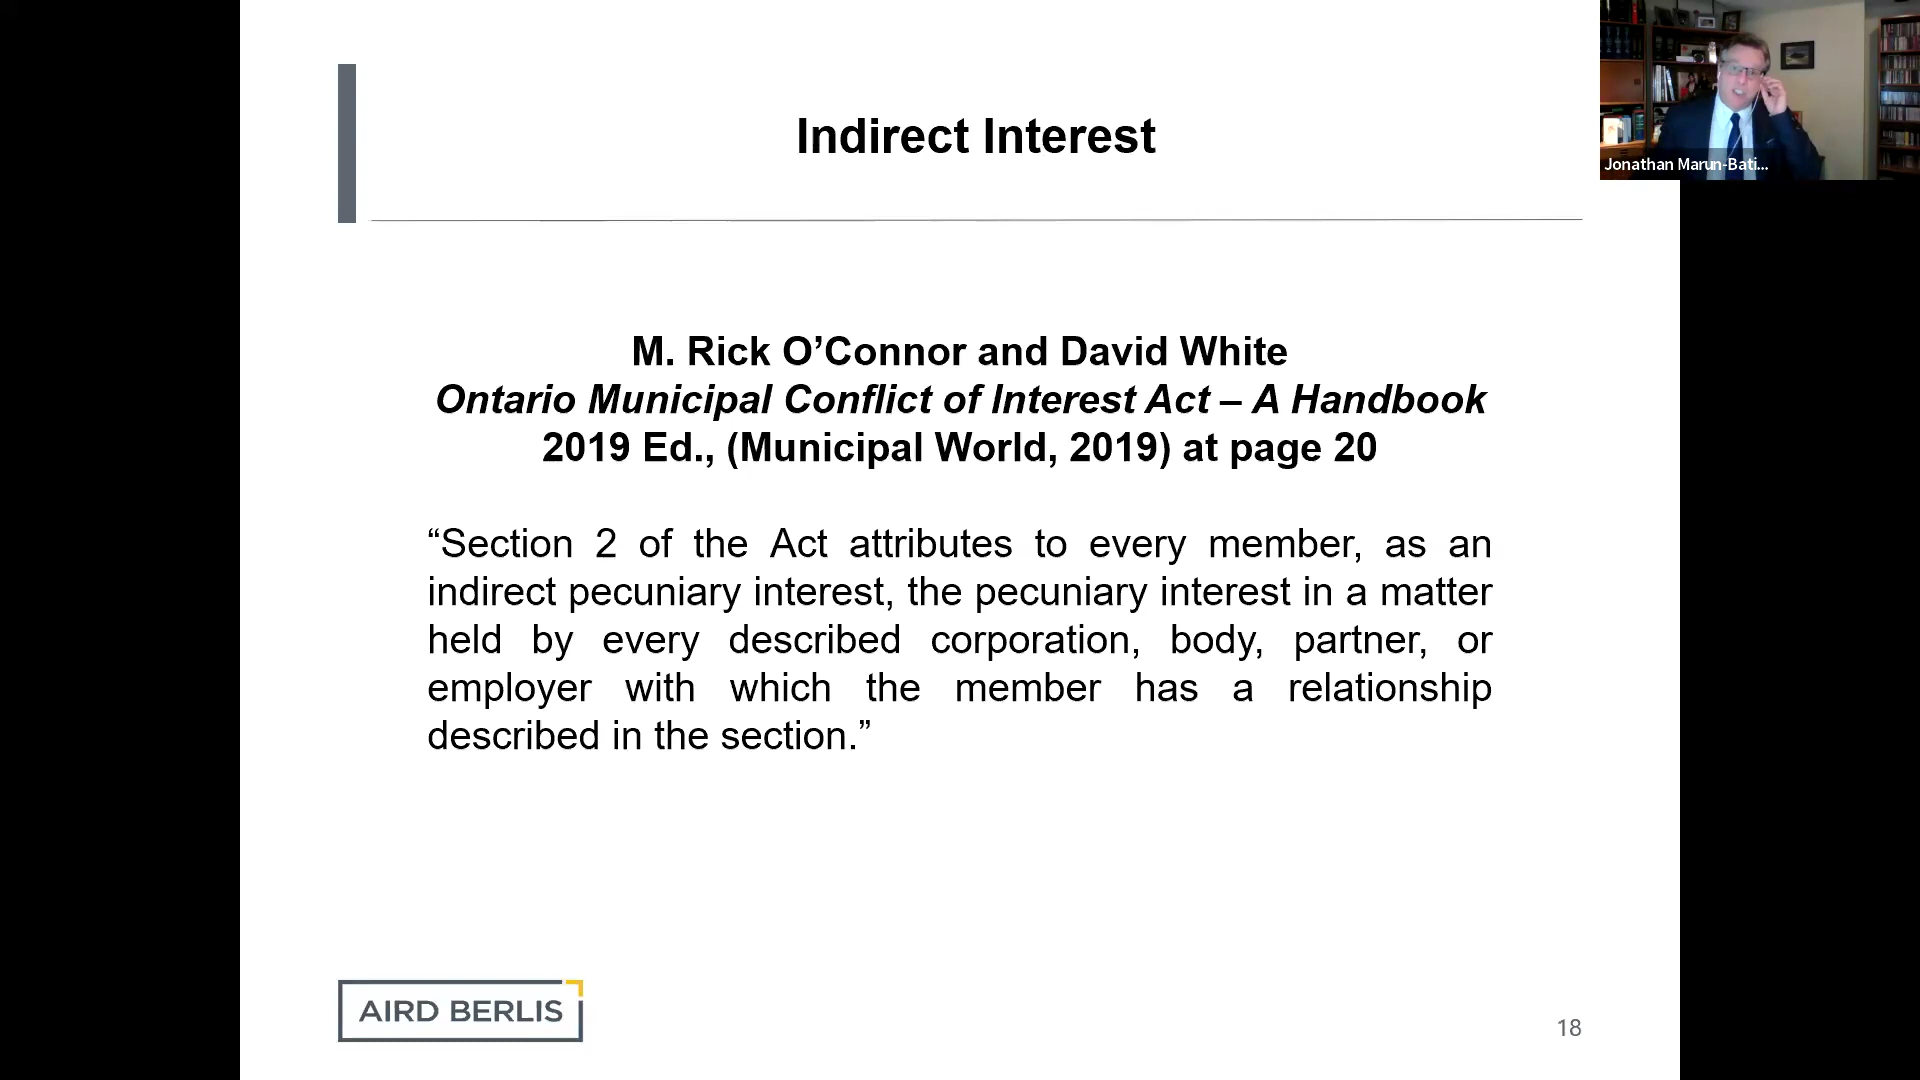 Indirect Interest
Jonathan Marun-Bati...
M. Rick O’Connor and David White
Ontario Municipal Conflict of Interest Act – A Handbook
2019 Ed., (Municipal World, 2019) at page 20
“Section 2 of the Act attributes to every member, as an
indirect pecuniary interest, the pecuniary interest in a matter
held by every described corporation, body, partner, or
employer with which the member has a relationship
described in the section.”
AIRD BERLIS
18